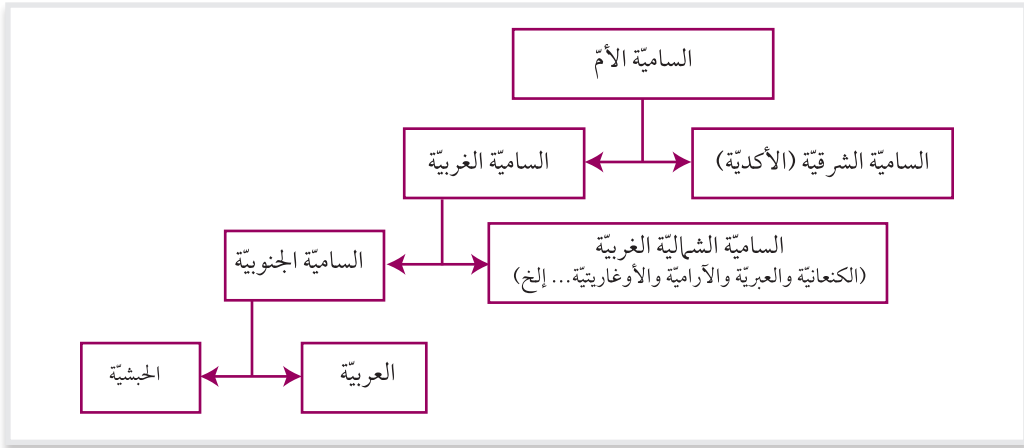 الساميّة الأمّ
الساميّة الشرقيّة (الأكديّة)
الساميّة الغربيّة
الساميّة الشماليّة الغربيّة
(الكنعانيّة والعبريّة والآراميّة والأوغاريتيّة... إلخ)
الساميّة الجنوبيّة
العربيّة
الحبشيّة